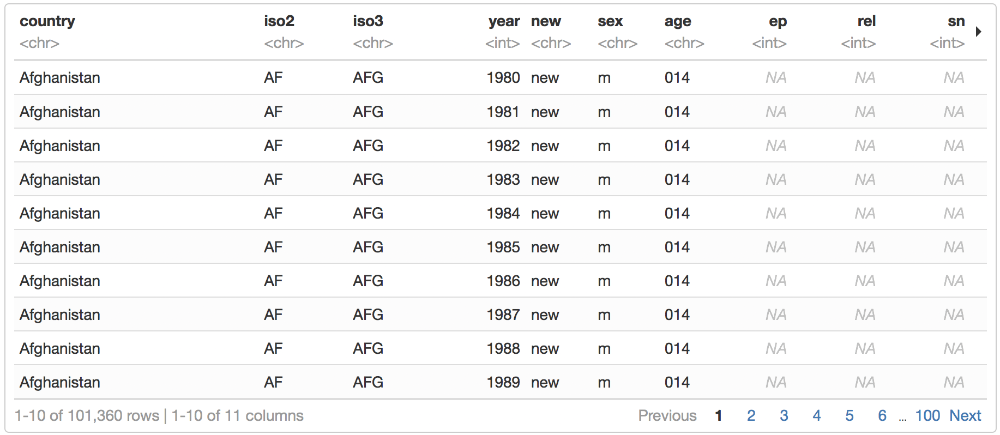 country iso2 iso3 year new sex age ep rel sn
<chr> <chr> <chr> <int> <chr> <chr> <chr> <int> <int> <int>
Afghanistan AF AFG 1980 new m 014 NA NA NA
Afghanistan AF AFG 1981 new m 014 NA NA NA
Afghanistan AF AFG 1982 new m 014 NA NA NA
Afghanistan AF AFG 1983 new m 014 NA NA NA
Afghanistan AF AFG 1984 new m 014 NA NA NA
Afghanistan AF AFG 1985 new m 014 NA NA NA
Afghanistan AF AFG 1986 new m 014 NA NA NA
Afghanistan AF AFG 1987 new m 014 NA NA NA
Afghanistan AF AFG 1988 new m 014 NA NA NA
Afghanistan AF AFG 1989 new m 014 NA NA NA
1-10 of 101,360 rows | 1-10 of 11 columns Previous 1 2 3 4 5 6 ... 100 Next